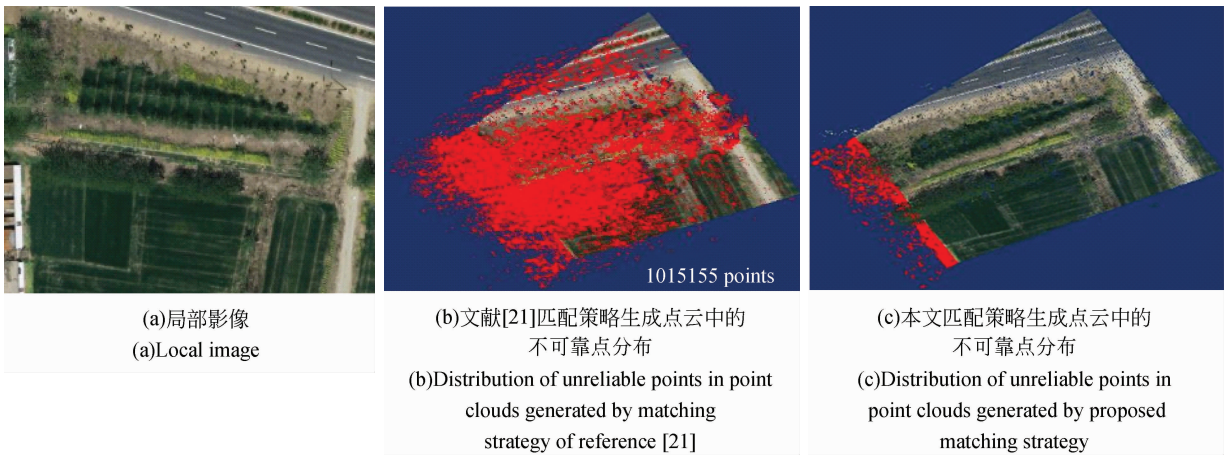 1015155 points
(a)局部影像
(a)Local image
(b)文献[21]匹配策略生成点云中的
不可靠点分布
(b)Distribution of unreliable points in point
clouds generated by matching
strategy of reference [21]
(c)本文匹配策略生成点云中的
不可靠点分布
(c)Distribution of unreliable points in
point clouds generated by proposed
matching strategy